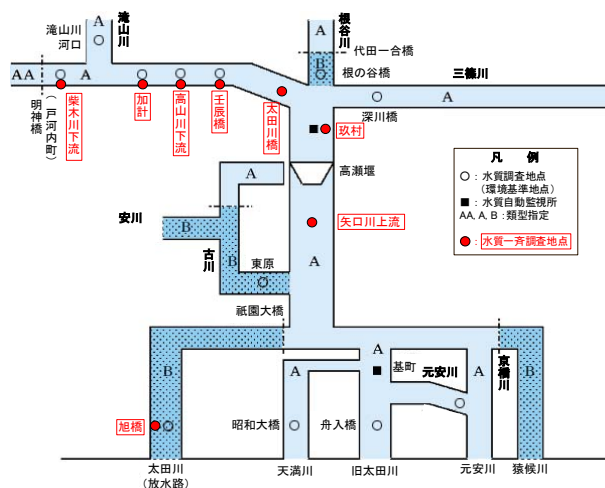 滝山川
滝山川
河口
A
根谷川
A
代田一合橋
B
根の谷橋
三篠川
AA
A
明神橋
(戸河内町)
柴木川下流
加計
高山川下流
壬辰橋
太田川橋
深川橋
A
玖村
高瀬堰
凡 例
○ : 水質調査地点
(環境基準地点)
■ : 水質自動監視所
AA, A, B : 類型指定
● : 水質一斉調査地点
A
安川
B
古川
B
矢口川上流
東原
A
祇園大橋
A
基町
元安川
京橋川
B
A
A
A
B
旭橋
昭和大橋
舟入橋
太田川
(放水路)
天満川
旧太田川
元安川
猿候川